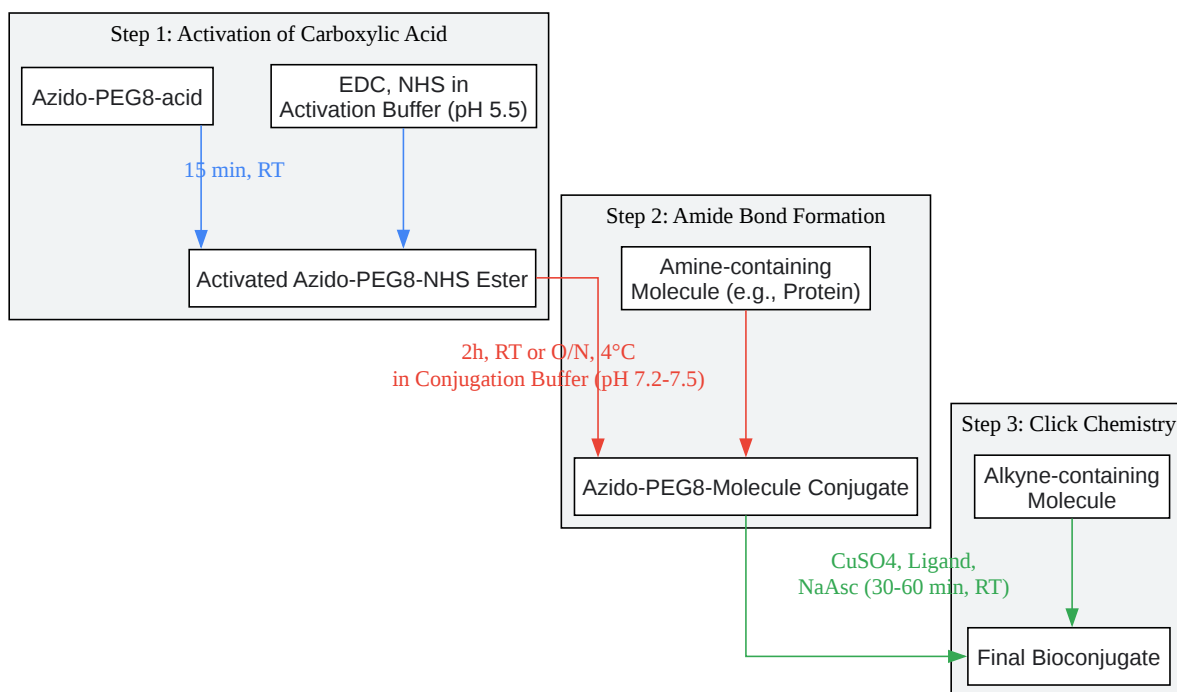 Step 1: Activation of Carboxylic Acid
Azido-PEG8-acid
EDC, NHS in
Activation Buffer (pH 5.5)
15 min, RT
Activated Azido-PEG8-NHS Ester
Step 2: Amide Bond Formation
Amine-containing
Molecule (e.g., Protein)
2h, RT or O/N, 4°C
in Conjugation Buffer (pH 7.2-7.5)
Azido-PEG8-Molecule Conjugate
Step 3: Click Chemistry
Alkyne-containing
Molecule
CuSO4, Ligand,
NaAsc (30-60 min, RT)
Final Bioconjugate